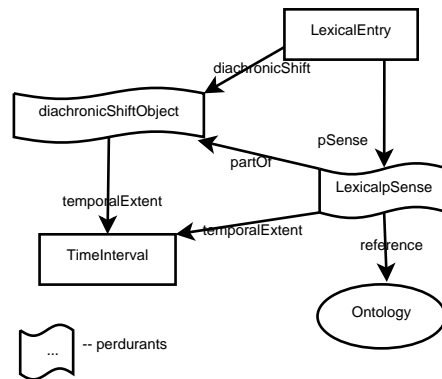 LexicalEntry
diachronicShift
diachronicShiftObject
pSense
partOf
LexicalpSense
temporalExtent
temporalExtent
TimeInterval
reference
Ontology
... -- perdurants